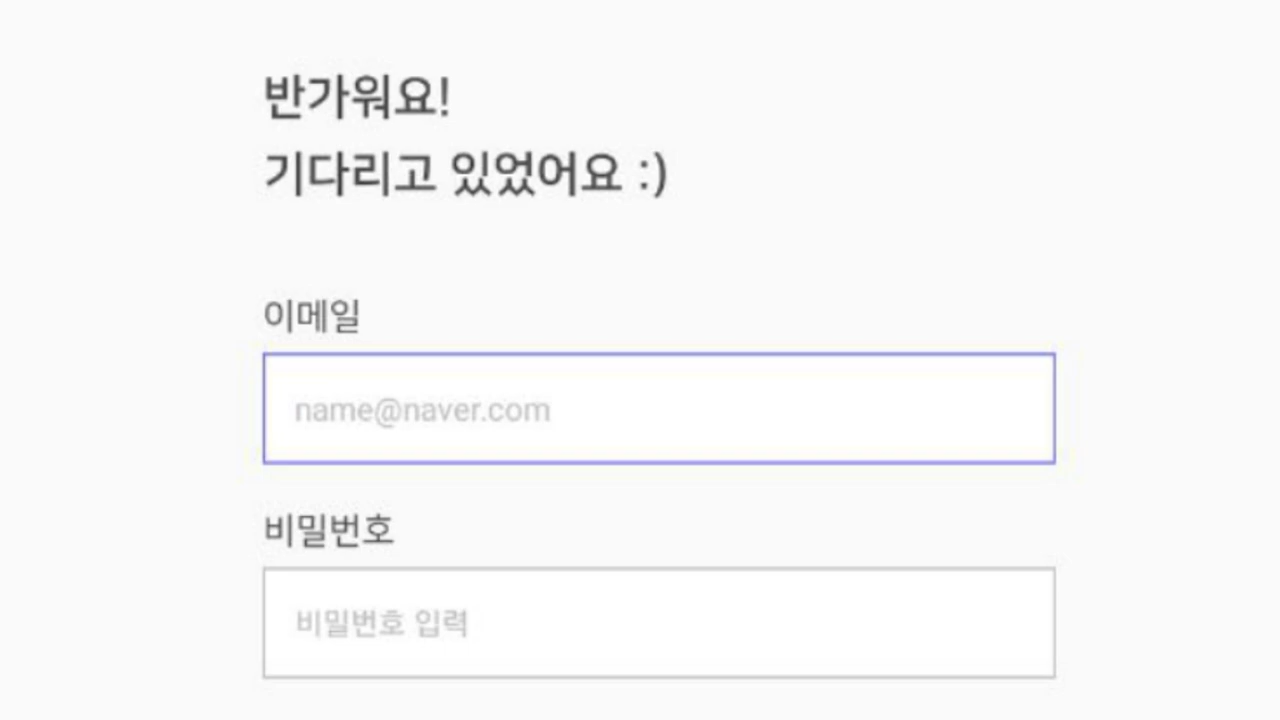 반가워요!
기다리고 있었어요 :)
이메일
name@naver.com
비밀번호
비밀번호 입력